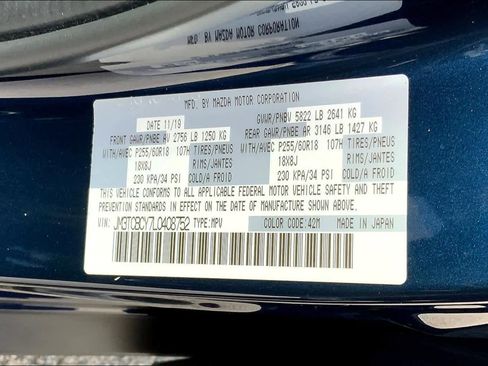 MFD. BY MAZDA MOTOR CORPORATION
DATE 11/19 GVWR/PNBV 5822 LB 2641 KG
FRONT GAWR/PNBE AV 2756 LB 1250 KG REAR GAWR/PNBE AR 3146 LB 1427 KG
WITH/AVEC P255/60R18 107H TIRES/PNEUS WITH/AVEC P255/60R18 107H TIRES/PNEUS
18X8J RIMS/JANTES 18X8J RIMS/JANTES
230 KPA/34 PSI COLD/A FROID 230 KPA/34 PSI COLD/A FROID
THIS VEHICLE CONFORMS TO ALL APPLICABLE FEDERAL MOTOR VEHICLE SAFETY AND THEFT
PREVENTION STANDARDS IN EFFECT ON THE DATE OF MANUFACTURE SHOWN ABOVE.
VIN: JM3TCBCY7L0408752 TYPE:MPV COLOR CODE:42M MADE IN JAPAN